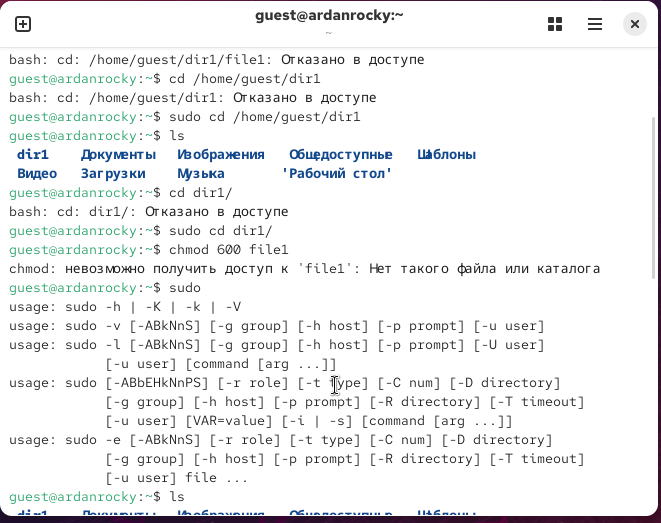 guest@ardanrocky:~
~
bash: cd: /home/guest/dir1/file1: Отказано в доступе
guest@ardanrocky:~$ cd /home/guest/dir1
bash: cd: /home/guest/dir1: Отказано в доступе
guest@ardanrocky:~$ sudo cd /home/guest/dir1
guest@ardanrocky:~$ ls
dir1 Документы Изображения Общедоступные Шаблоны
Видео Загрузки Музыка 'Рабочий стол'
guest@ardanrocky:~$ cd dir1/
bash: cd: dir1/: Отказано в доступе
guest@ardanrocky:~$ sudo cd dir1/
guest@ardanrocky:~$ chmod 600 file1
chmod: невозможно получить доступ к 'file1': Нет такого файла или каталога
guest@ardanrocky:~$ sudo
usage: sudo -h | -K | -k | -V
usage: sudo -v [-ABkNnS] [-g group] [-h host] [-p prompt] [-u user]
usage: sudo -l [-ABkNnS] [-g group] [-h host] [-p prompt] [-U user]
[-u user] [command [arg ...]]
usage: sudo [-ABbEHkNnPS] [-r role] [-t type] [-C num] [-D directory]
[-g group] [-h host] [-p prompt] [-R directory] [-T timeout]
[-u user] [VAR=value] [-i | -s] [command [arg ...]]
usage: sudo -e [-ABkNnS] [-r role] [-t type] [-C num] [-D directory]
[-g group] [-h host] [-p prompt] [-R directory] [-T timeout]
[-u user] file ...
guest@ardanrocky:~$ ls
dir1 Документы Изображения Общедоступные Шаблоны